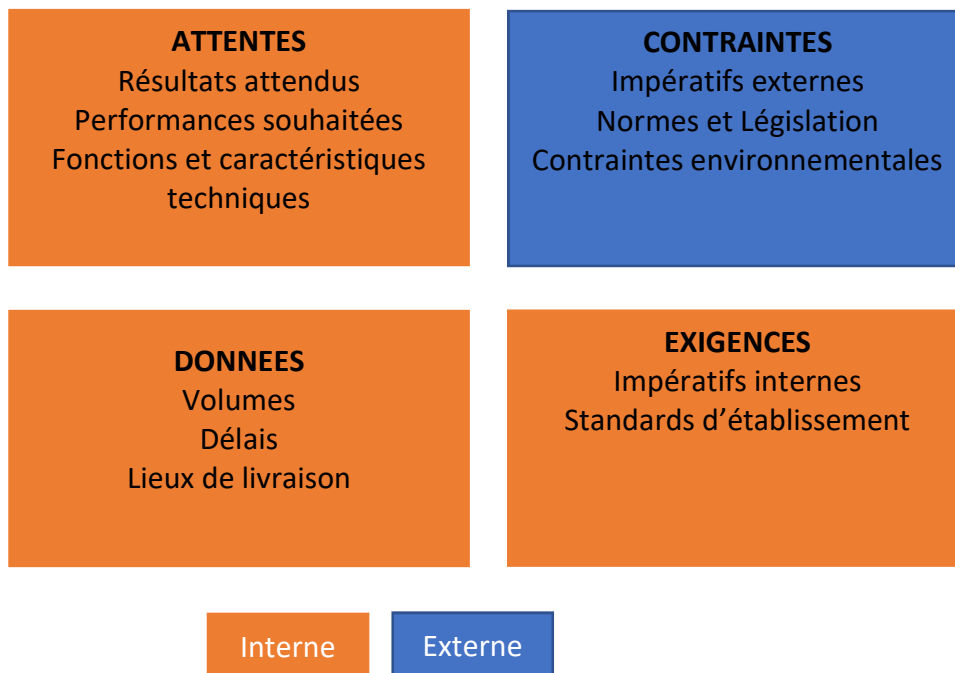 ATTENTES
Résultats attendus
Performances souhaitées
Fonctions et caractéristiques
techniques
CONTRAINTES
Impératifs externes
Normes et Législation
Contraintes environnementales
DONNEES
Volumes
Délais
Lieux de livraison
EXIGENCES
Impératifs internes
Standards d’établissement
Interne
Externe